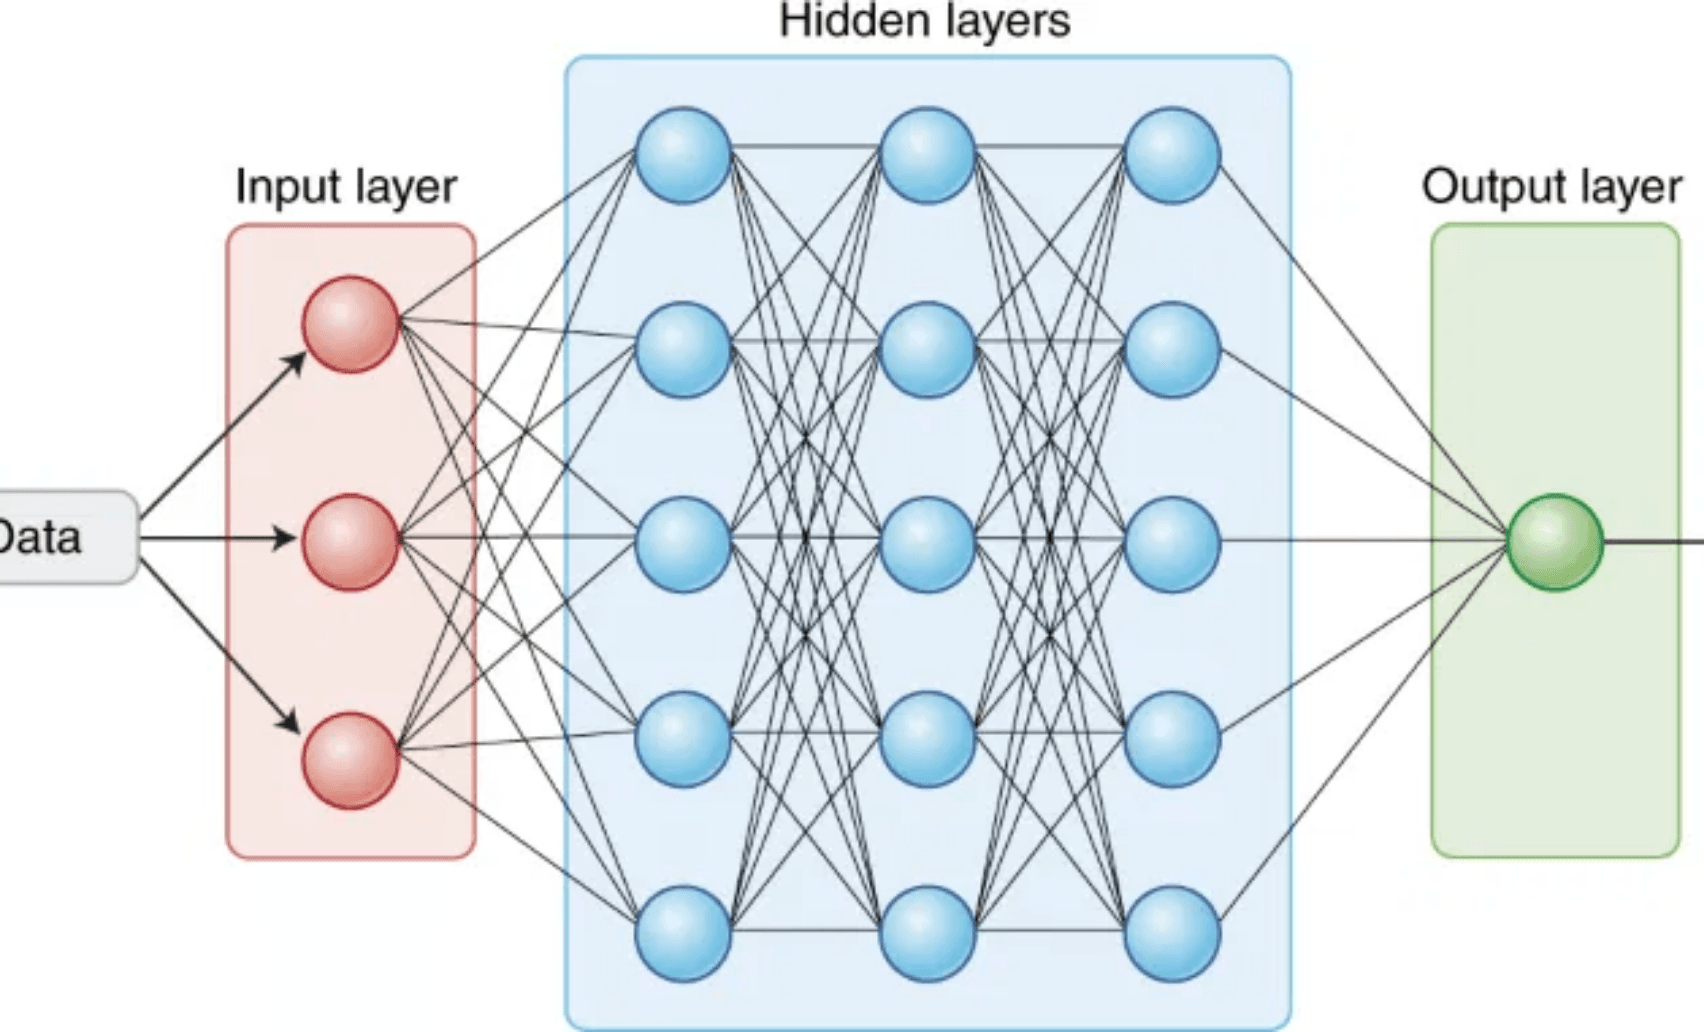 Hidden layers
Input layer
Output layer
Data